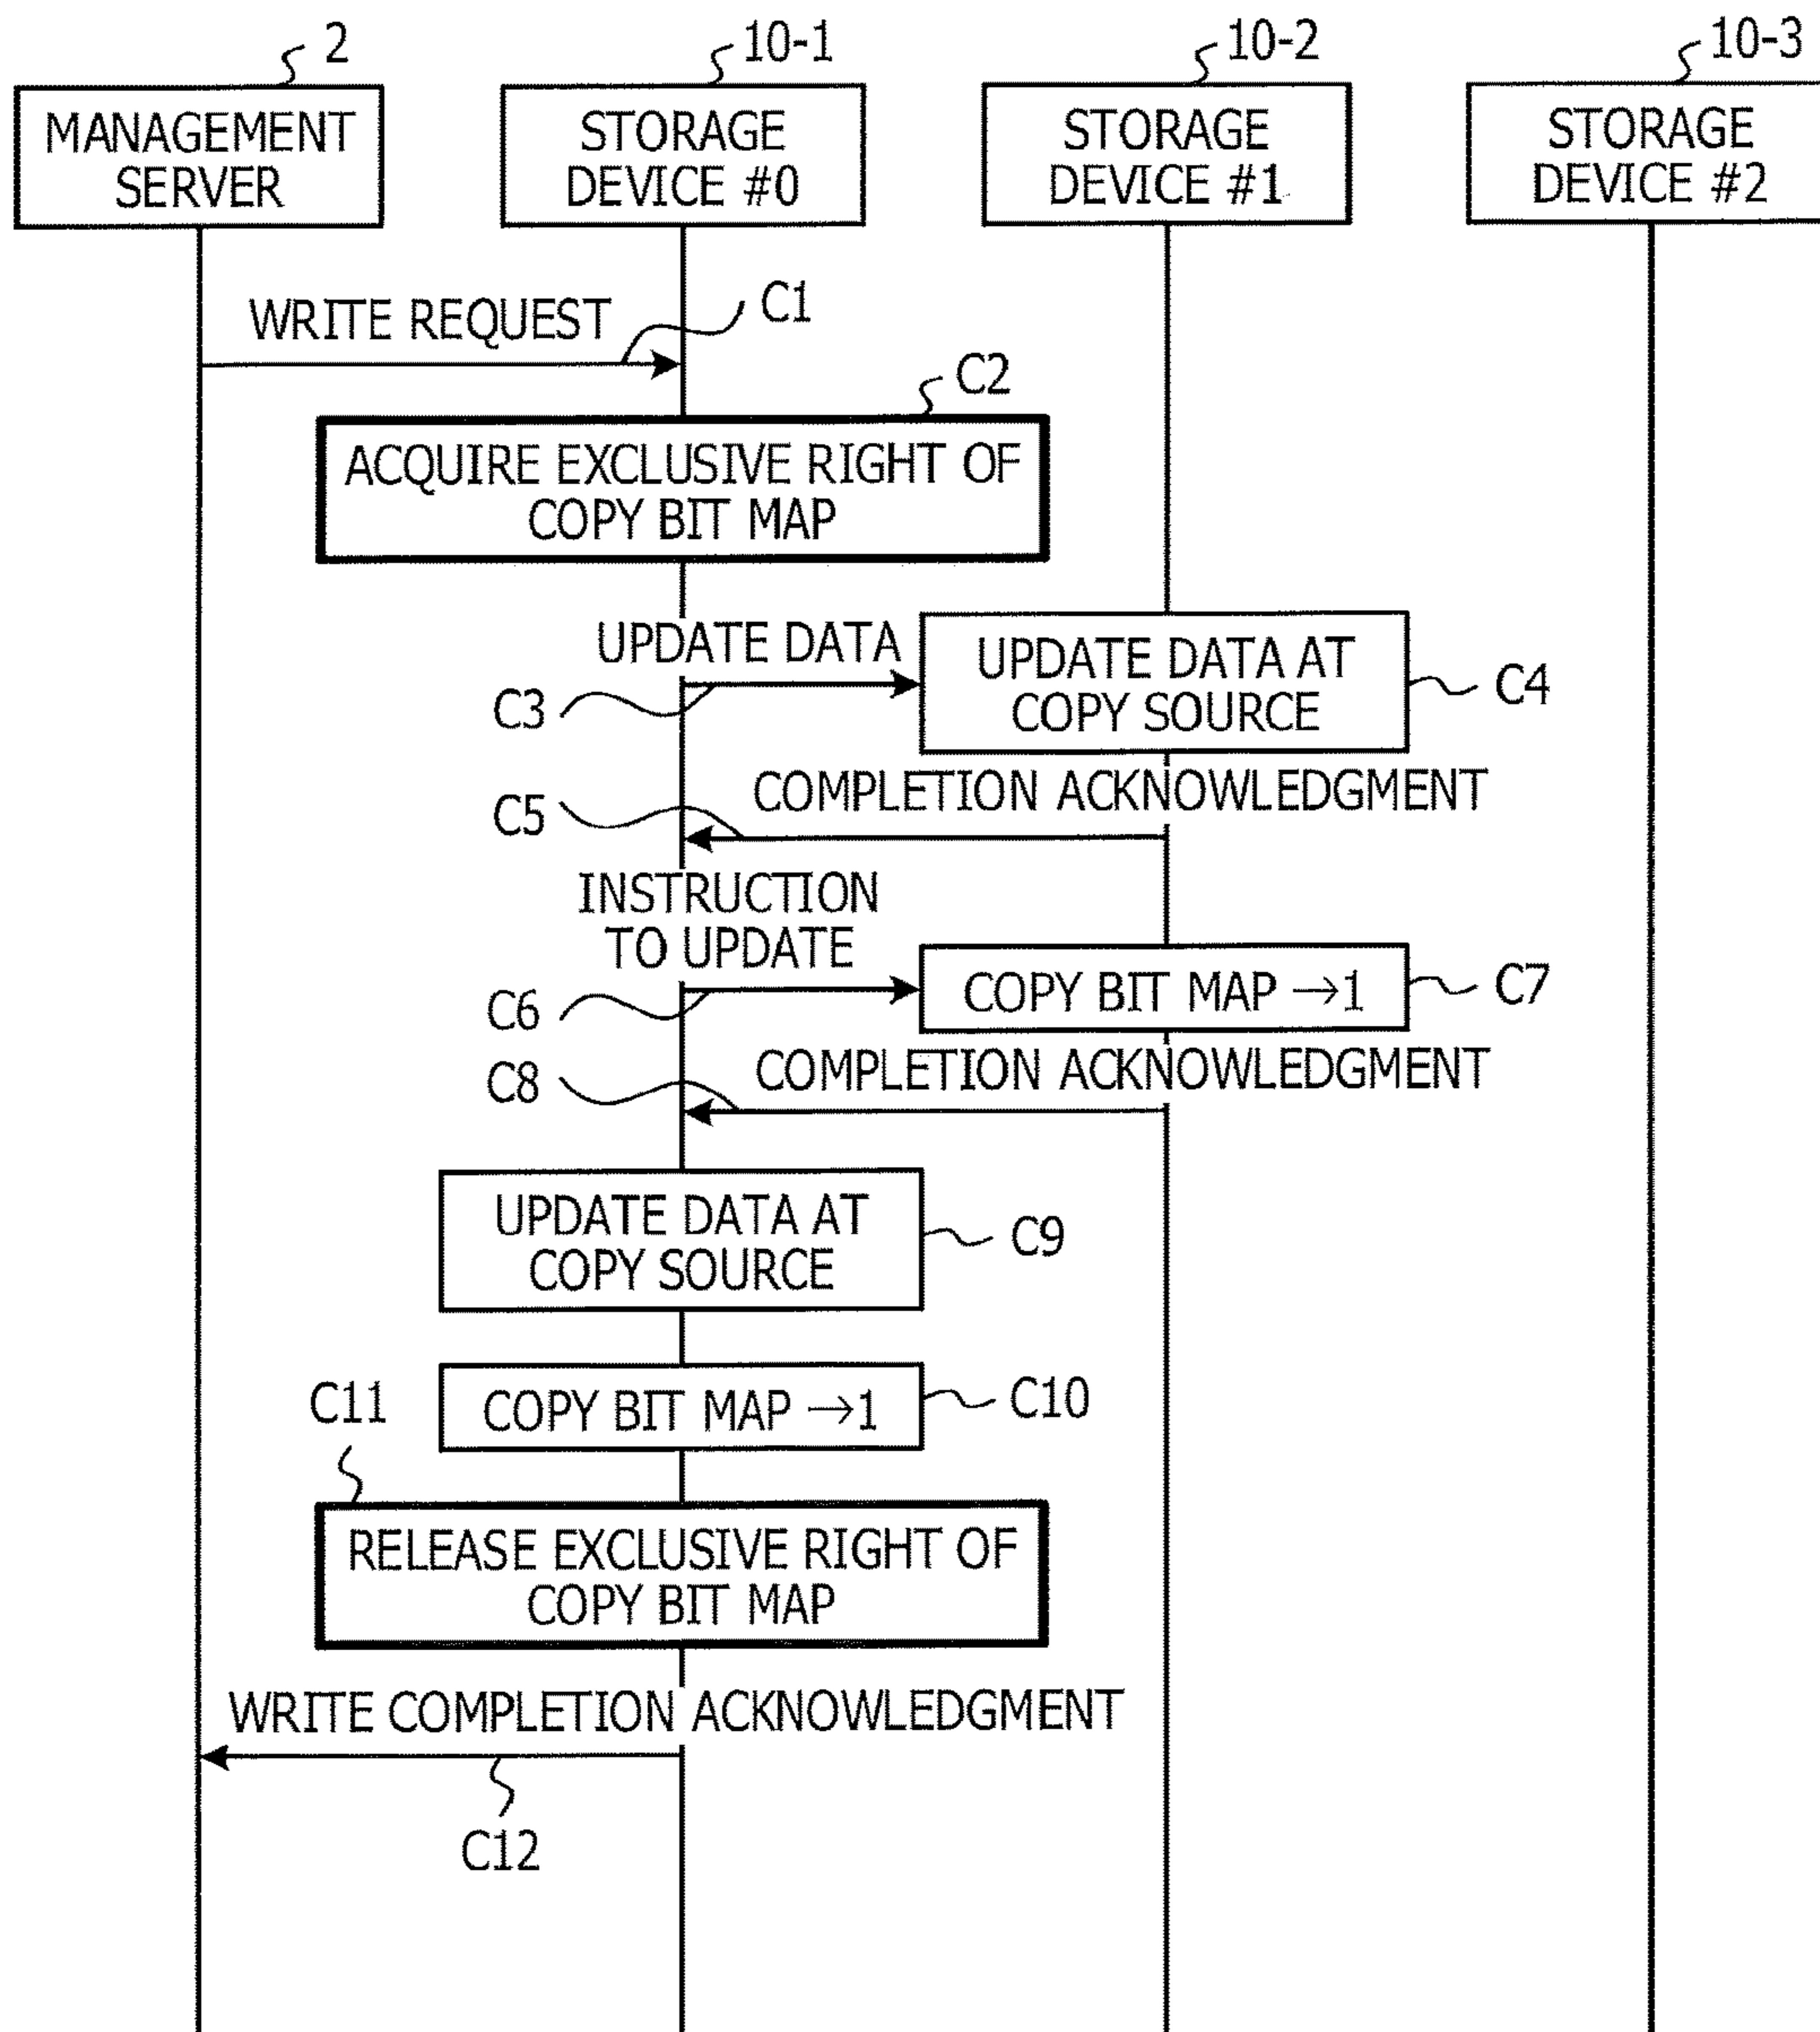 2
10-1
10-2
10-3
MANAGEMENT
SERVER
STORAGE
DEVICE #0
STORAGE
DEVICE #1
STORAGE
DEVICE #2
WRITE REQUEST
C1
C2
ACQUIRE EXCLUSIVE RIGHT OF
COPY BIT MAP
UPDATE DATA
C3
UPDATE DATA AT
COPY SOURCE
C4
COMPLETION ACKNOWLEDGMENT
C5
INSTRUCTION
TO UPDATE
C6
COPY BIT MAP →1
C7
COMPLETION ACKNOWLEDGMENT
C8
UPDATE DATA AT
COPY SOURCE
C9
COPY BIT MAP →1
C10
C11
RELEASE EXCLUSIVE RIGHT OF
COPY BIT MAP
WRITE COMPLETION ACKNOWLEDGMENT
C12